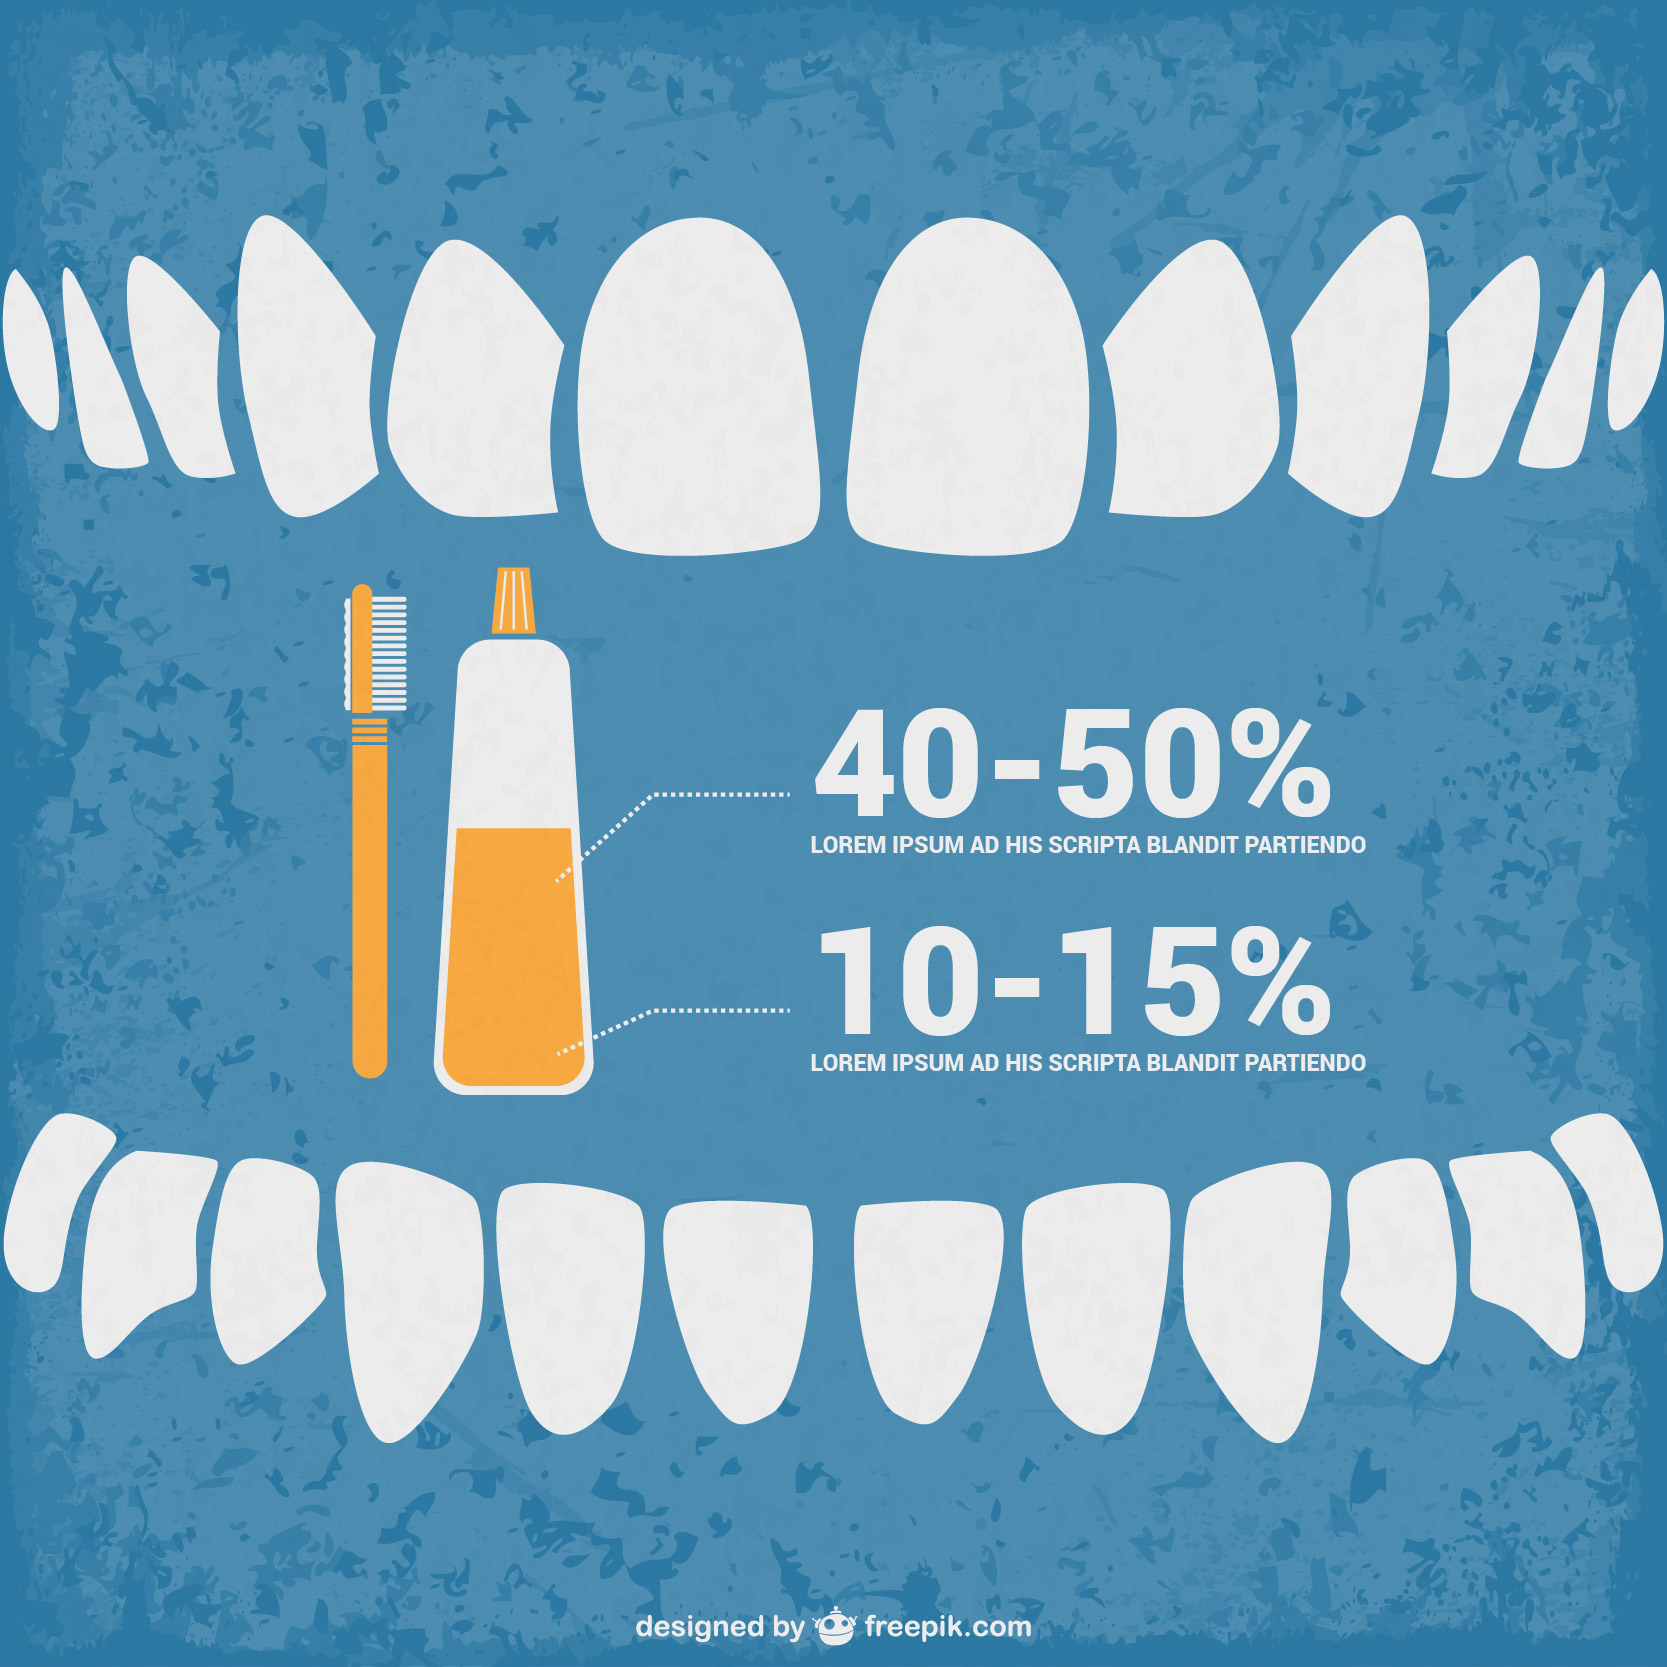 40-50%
LOREM IPSUM AD HIS SCRIPTA BLANDIT PARTIENDO
10-15%
LOREM IPSUM AD HIS SCRIPTA BLANDIT PARTIENDO
designed by freepik.com